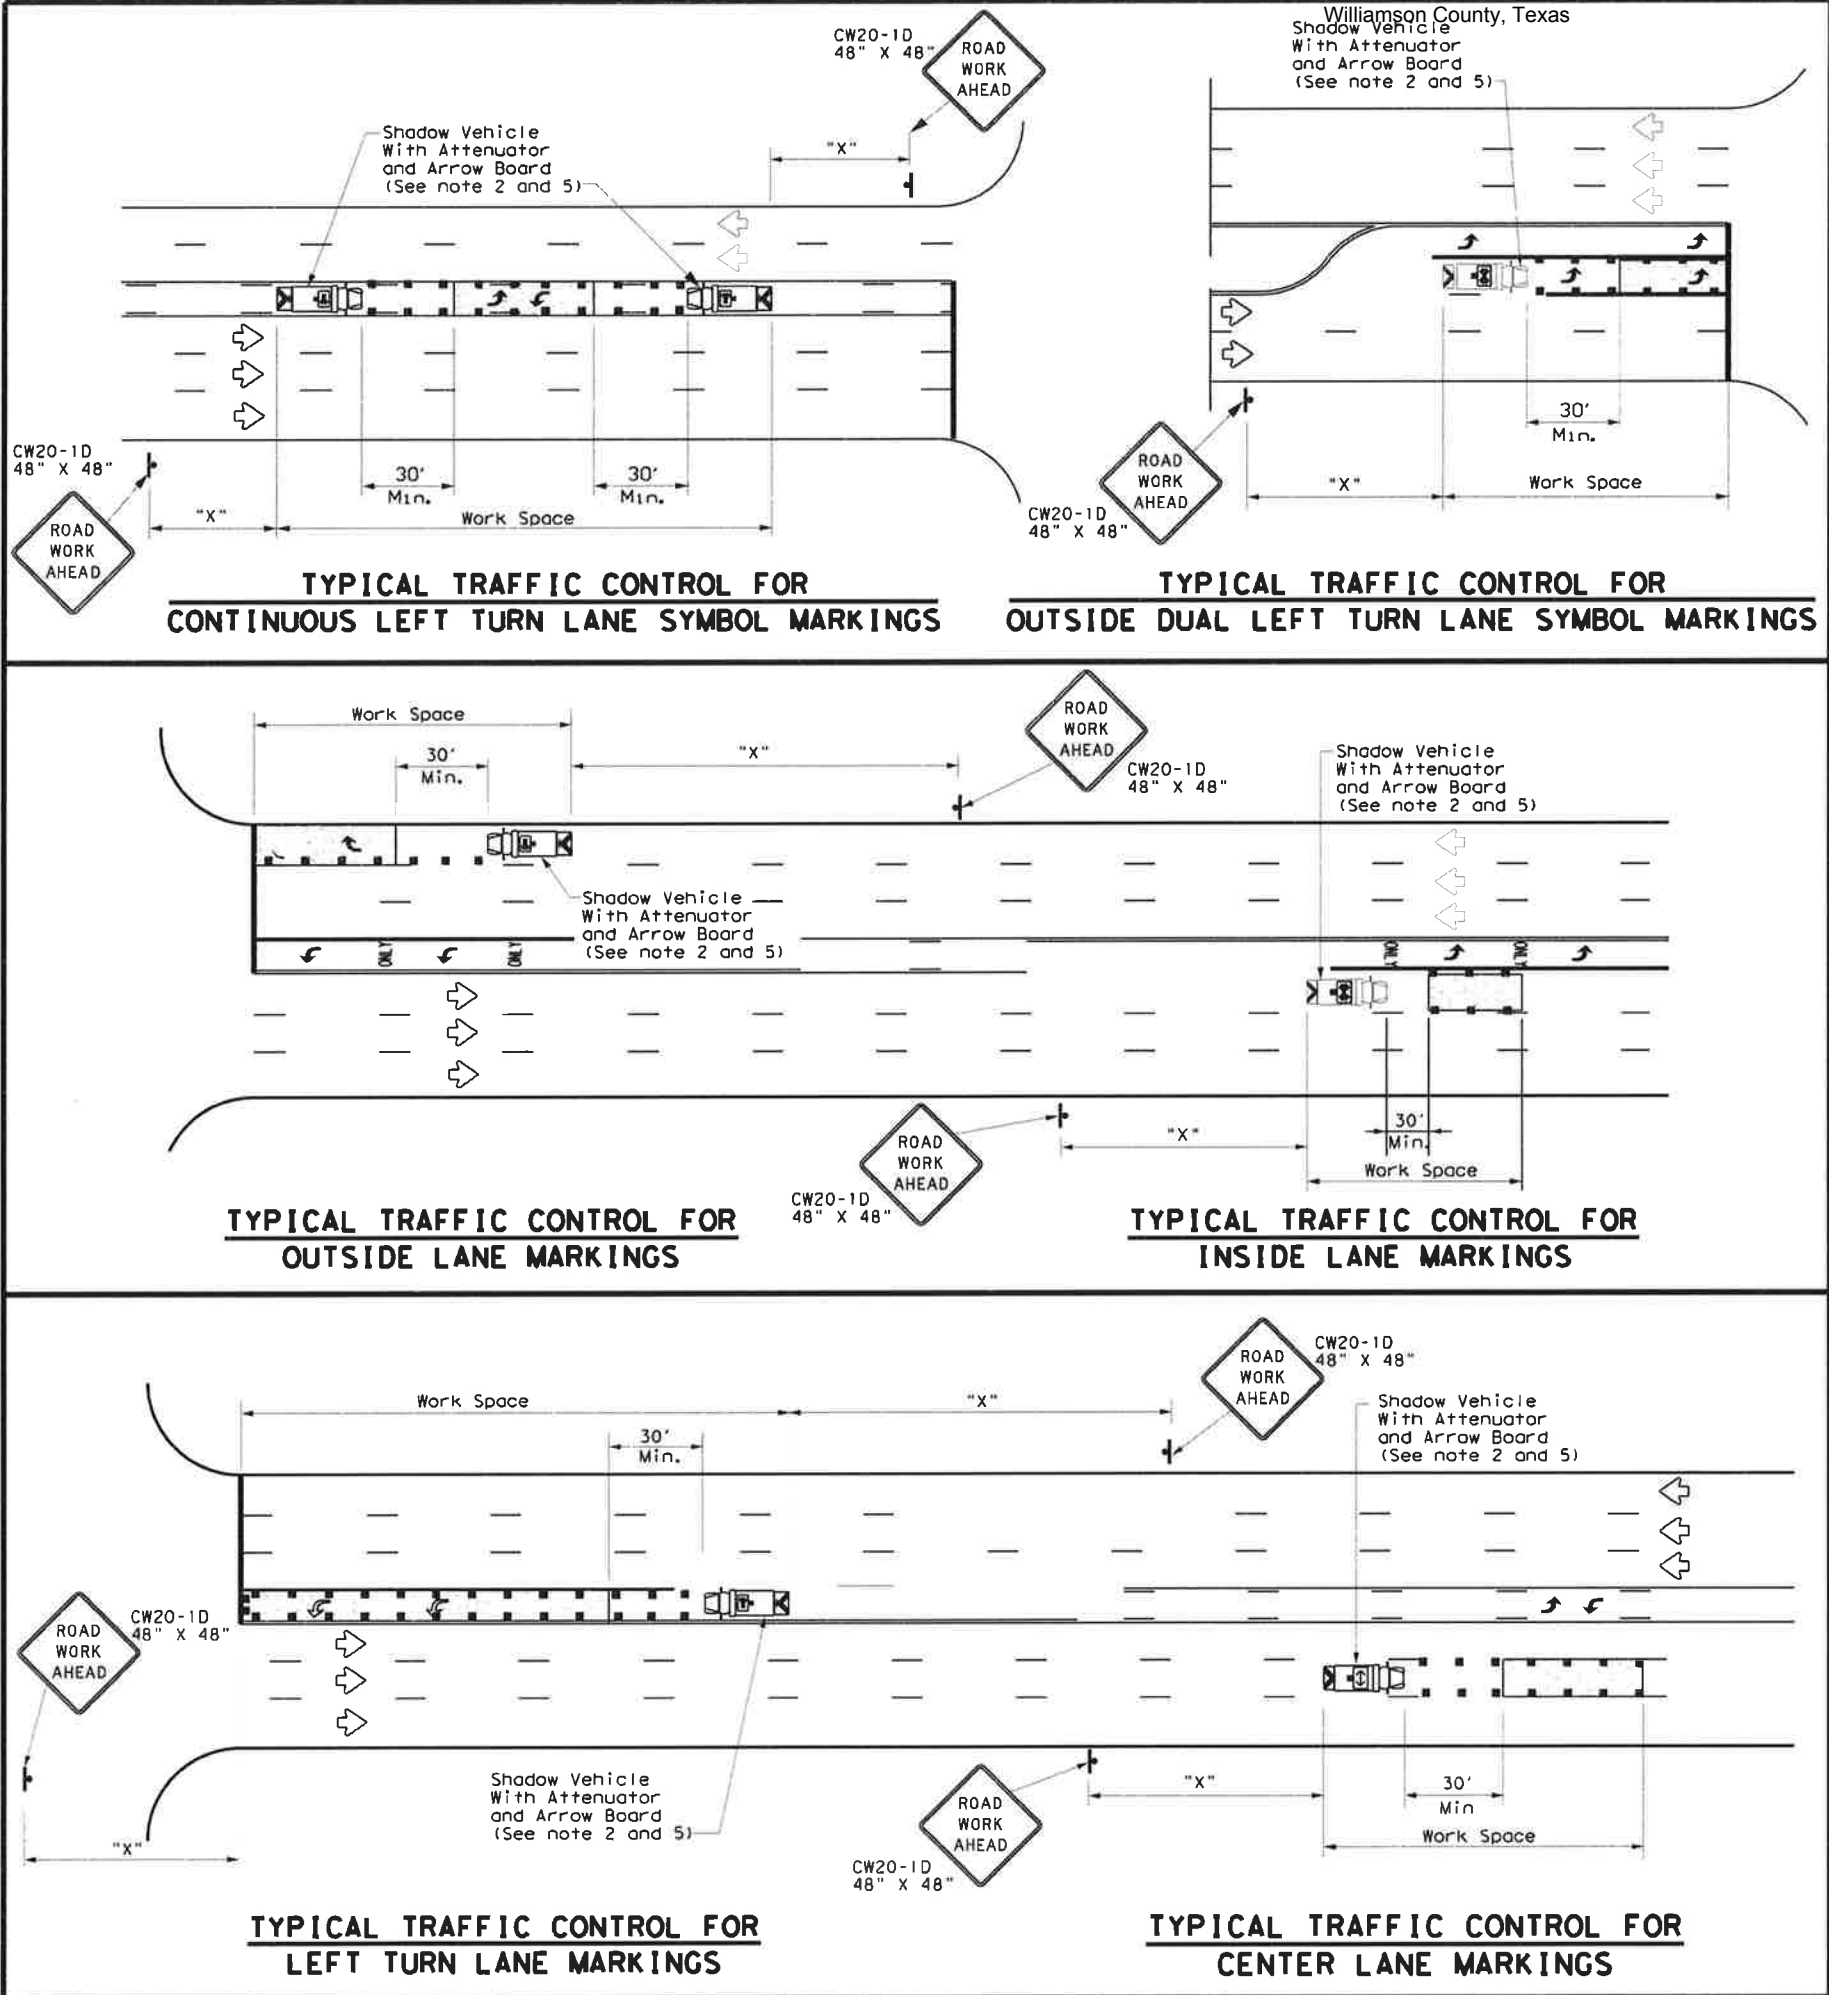 Williamson County, Texas
CW20-1D
48" X 48"
ROAD
WORK
AHEAD
Shadow Vehicle
With Attenuator
and Arrow Board
(See note 2 and 5)
"X"
CW20-1D
48" X 48"
ROAD
WORK
AHEAD
"X"
30'
Min.
30'
Min.
Work Space
TYPICAL TRAFFIC CONTROL FOR
CONTINUOUS LEFT TURN LANE SYMBOL MARKINGS
Shadow Vehicle
With Attenuator
and Arrow Board
(See note 2 and 5)
30'
Min.
ROAD
WORK
AHEAD
CW20-1D
48" X 48"
"X"
Work Space
TYPICAL TRAFFIC CONTROL FOR
OUTSIDE DUAL LEFT TURN LANE SYMBOL MARKINGS
Work Space
30'
Min.
"X"
ROAD
WORK
AHEAD
CW20-1D
48" X 48"
Shadow Vehicle
With Attenuator
and Arrow Board
(See note 2 and 5)
ONLY
ONLY
TYPICAL TRAFFIC CONTROL FOR
OUTSIDE LANE MARKINGS
Shadow Vehicle
With Attenuator
and Arrow Board
(See note 2 and 5)
ONLY
ONLY
ROAD
WORK
AHEAD
CW20-1D
48" X 48"
"X"
30'
Min.
Work Space
TYPICAL TRAFFIC CONTROL FOR
INSIDE LANE MARKINGS
Work Space
30'
Min.
"X"
ROAD
WORK
AHEAD
CW20-1D
48" X 48"
ROAD
WORK
AHEAD
CW20-1D
48" X 48"
"X"
Shadow Vehicle
With Attenuator
and Arrow Board
(See note 2 and 5)
TYPICAL TRAFFIC CONTROL FOR
LEFT TURN LANE MARKINGS
Shadow Vehicle
With Attenuator
and Arrow Board
(See note 2 and 5)
ROAD
WORK
AHEAD
CW20-1D
48" X 48"
"X"
30'
Min
Work Space
TYPICAL TRAFFIC CONTROL FOR
CENTER LANE MARKINGS